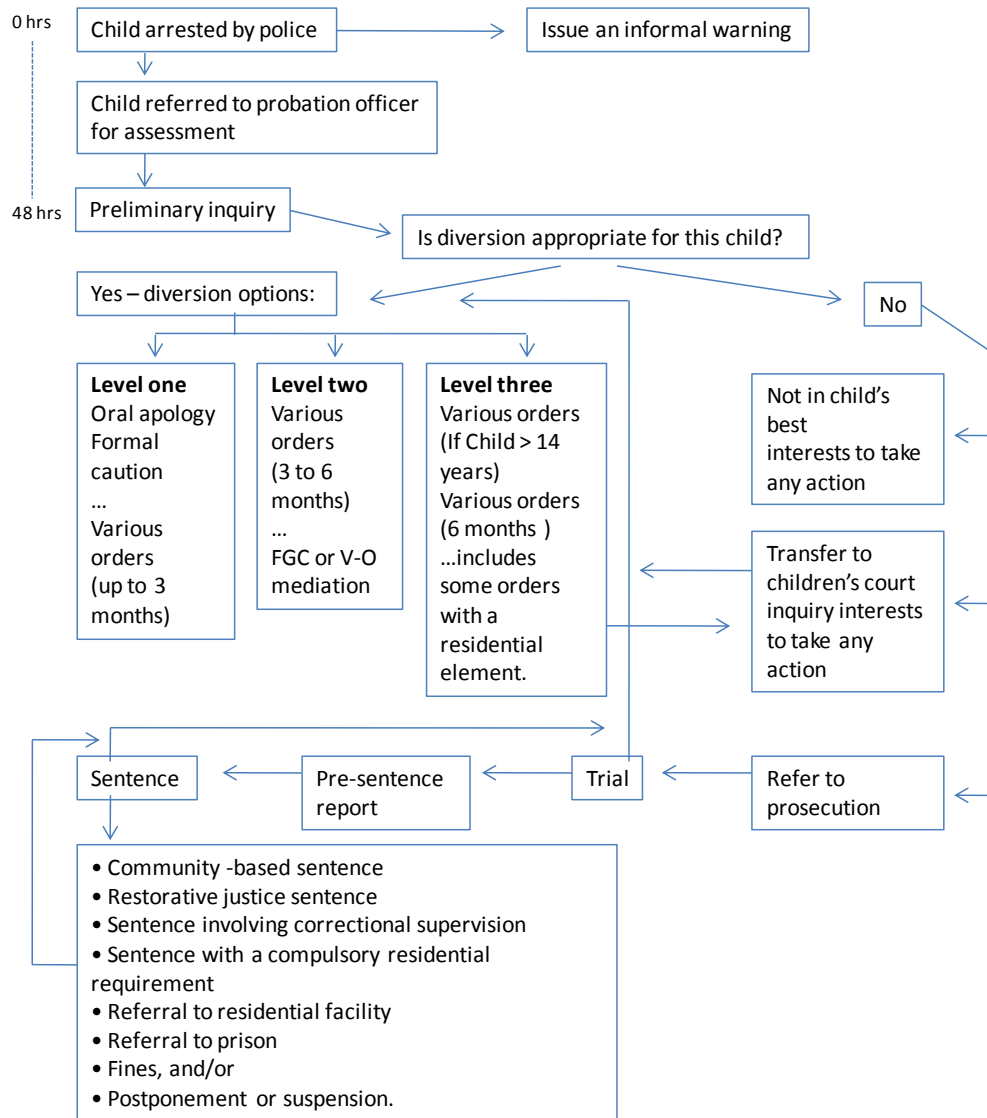 0 hrs
Child arrested by police
Issue an informal warning
Child referred to probation officer
for assessment
48 hrs
Preliminary inquiry
Is diversion appropriate for this child?
Yes – diversion options:
No
Level one
Oral apology
Formal
caution
...
Various
orders
(up to 3
months)
Level two
Various
orders
(3 to 6
months)
...
FGC or V-O
mediation
Level three
Various orders
(If Child > 14
years)
Various orders
(6 months )
...includes
some orders
with a
residential
element.
Not in child’s
best
interests to take
any action
Transfer to
children’s court
inquiry interests
to take any
action
Sentence
Pre-sentence
report
Trial
Refer to
prosecution
• Community -based sentence
• Restorative justice sentence
• Sentence involving correctional supervision
• Sentence with a compulsory residential
requirement
• Referral to residential facility
• Referral to prison
• Fines, and/or
• Postponement or suspension.